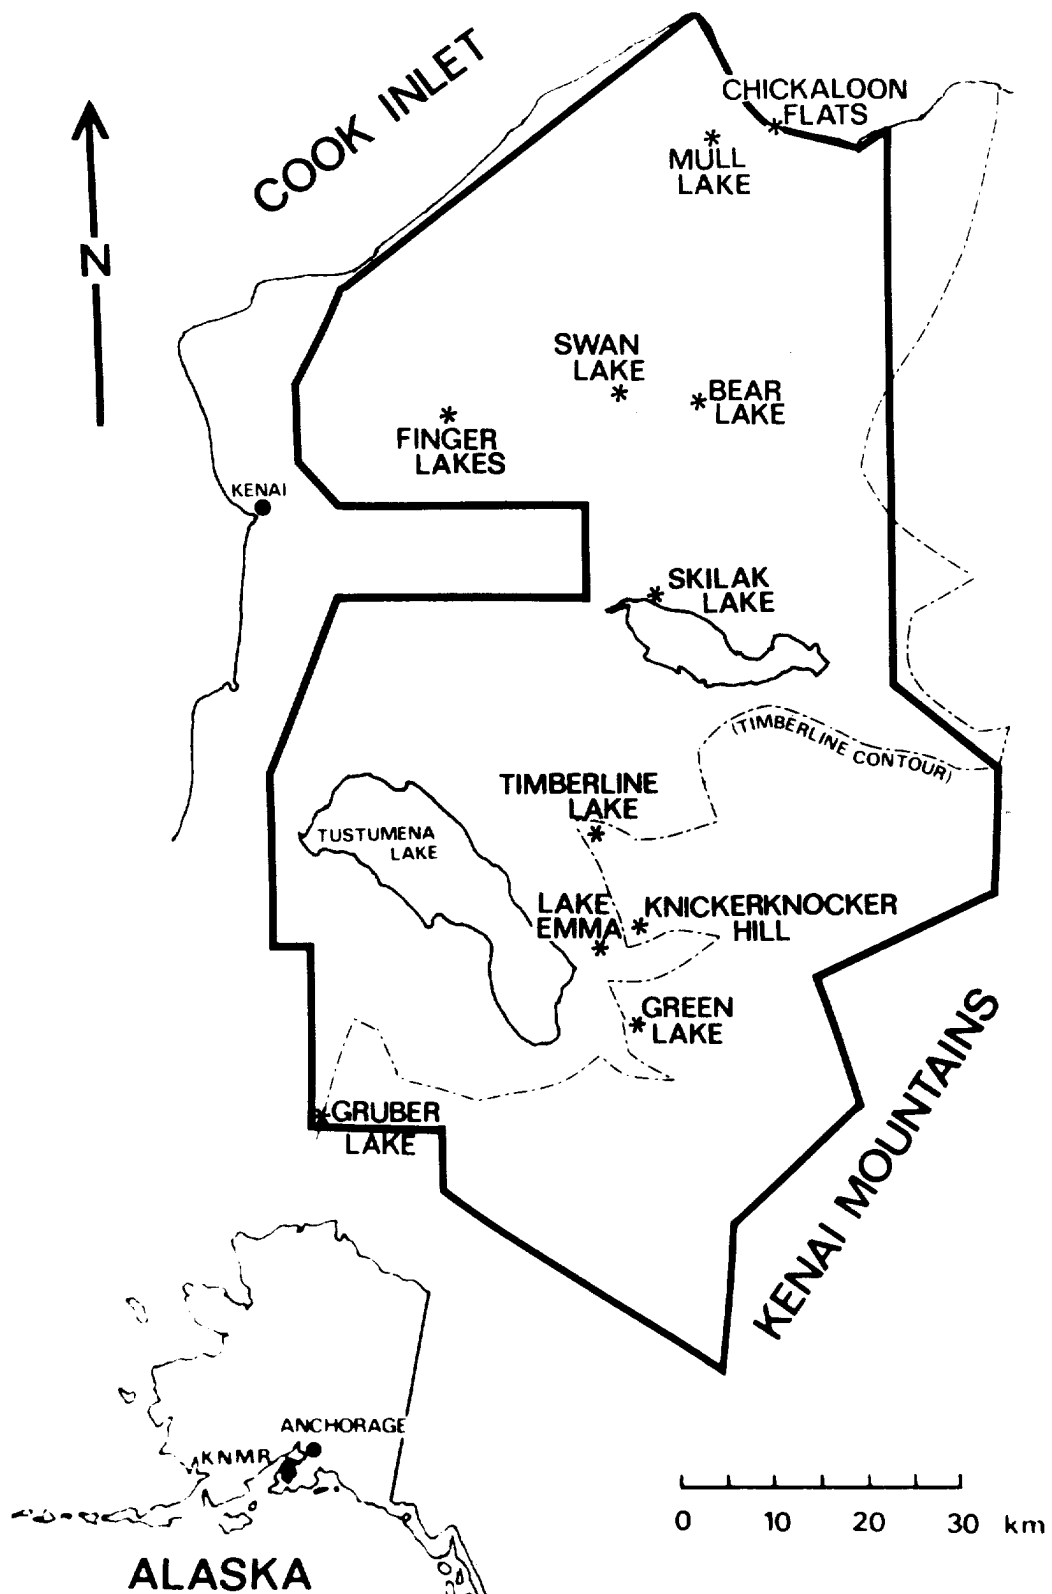 COOK INLET
CHICKALOON
FLATS
MULL
LAKE
N
SWAN
LAKE
BEAR
LAKE
FINGER
LAKES
KENAI
SKILAK
LAKE
(TIMBERLINE CONTOUR)
TIMBERLINE
LAKE
TUSTUMENA
LAKE
LAKE
EMMA
KNICKERKNOCKER
HILL
GREEN
LAKE
GRUBER
LAKE
KENAI MOUNTAINS
ANCHORAGE
KNMR
0 10 20 30 km
ALASKA